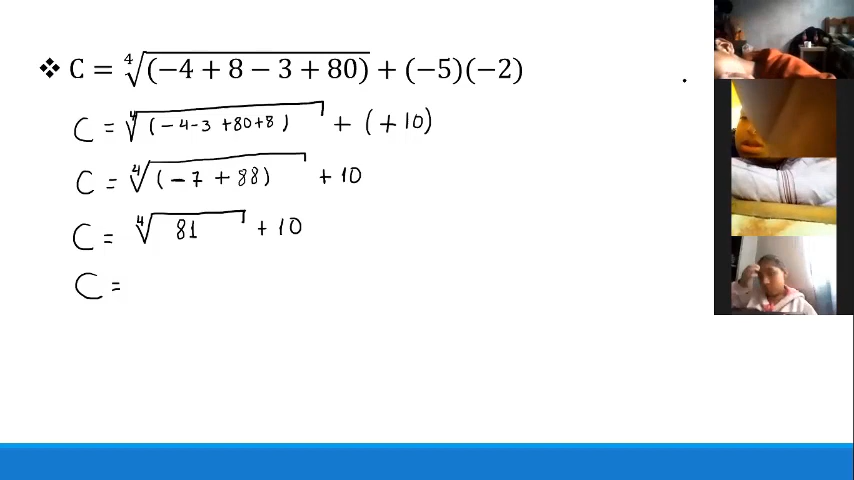 ❖ C = ⁴√(−4 + 8 − 3 + 80) + (−5)(−2)
C = ⁴√(−4−3 +80+8) + (+10)
C = ⁴√(−7 + 88) + 10
C = ⁴√81 + 10
C =